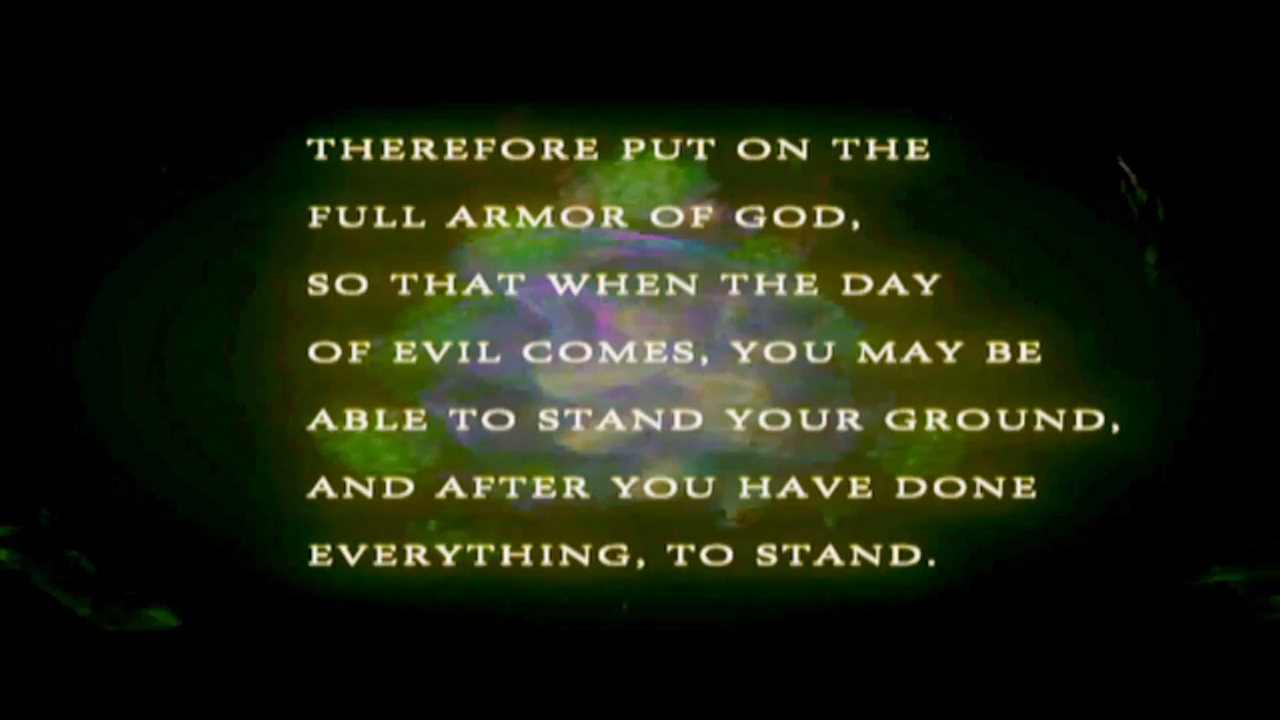 THEREFORE PUT ON THE
FULL ARMOR OF GOD,
SO THAT WHEN THE DAY
OF EVIL COMES, YOU MAY BE
ABLE TO STAND YOUR GROUND,
AND AFTER YOU HAVE DONE
EVERYTHING, TO STAND.